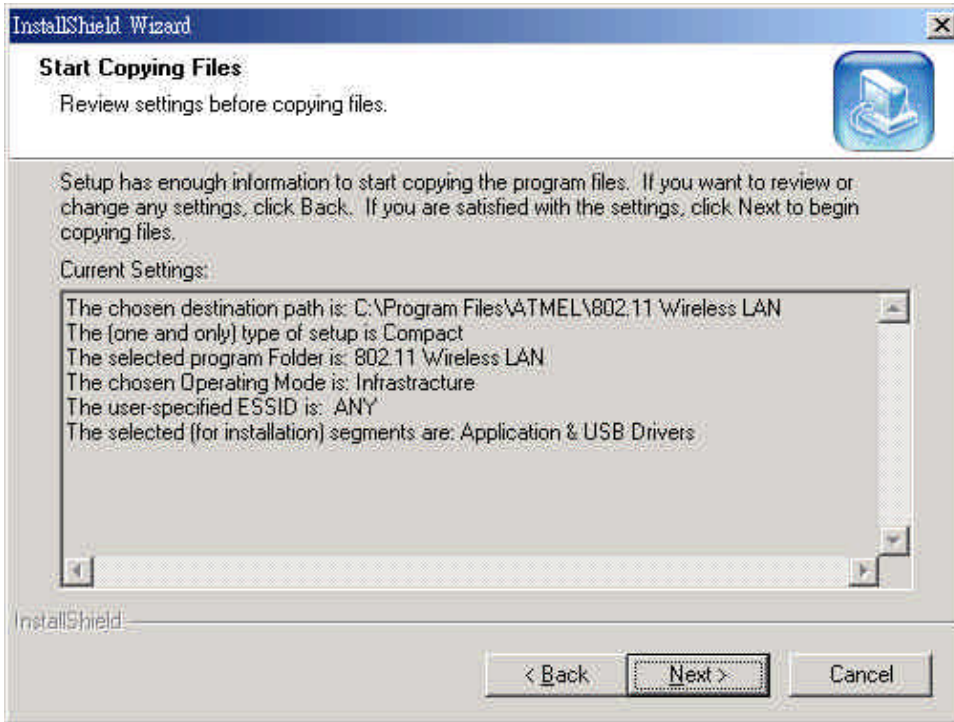 InstallShield Wizard
Start Copying Files
Review settings before copying files.
Setup has enough information to start copying the program files. If you want to review or
change any settings, click Back. If you are satisfied with the settings, click Next to begin
copying files.
Current Settings:
The chosen destination path is: C:\Program Files\ATMEL\802.11 Wireless LAN
The (one and only) type of setup is Compact
The selected program Folder is: 802.11 Wireless LAN
The chosen Operating Mode is: Infrastracture
The user-specified ESSID is: ANY
The selected (for installation) segments are: Application & USB Drivers
InstallShield
< Back Next > Cancel